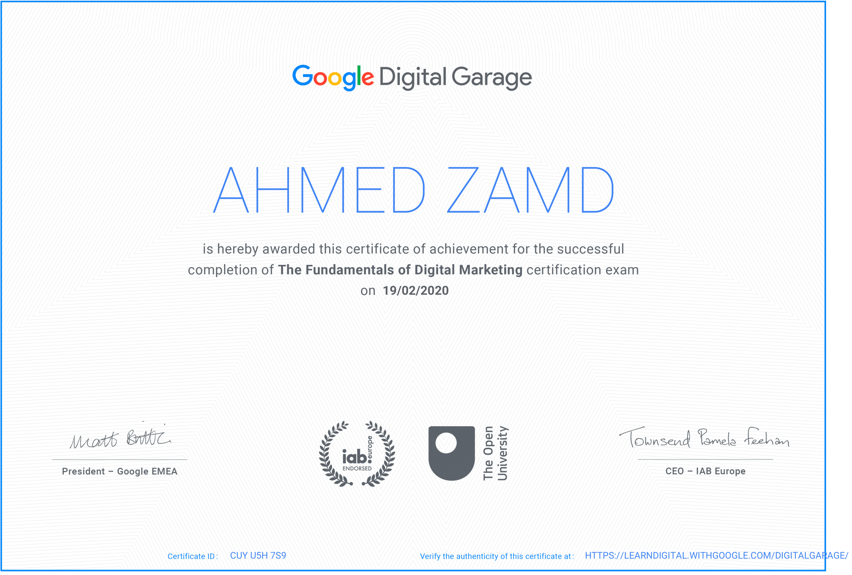 Google Digital Garage
AHMED ZAMD
is hereby awarded this certificate of achievement for the successful
completion of The Fundamentals of Digital Marketing certification exam
on 19/02/2020
Matt Brittin
Townsend Pamela Feehan
President – Google EMEA
iab.europe
ENDORSED
The Open
University
CEO – IAB Europe
Certificate ID : CUY U5H 7S9
Verify the authenticity of this certificate at : HTTPS://LEARNDIGITAL.WITHGOOGLE.COM/DIGITALGARAGE/